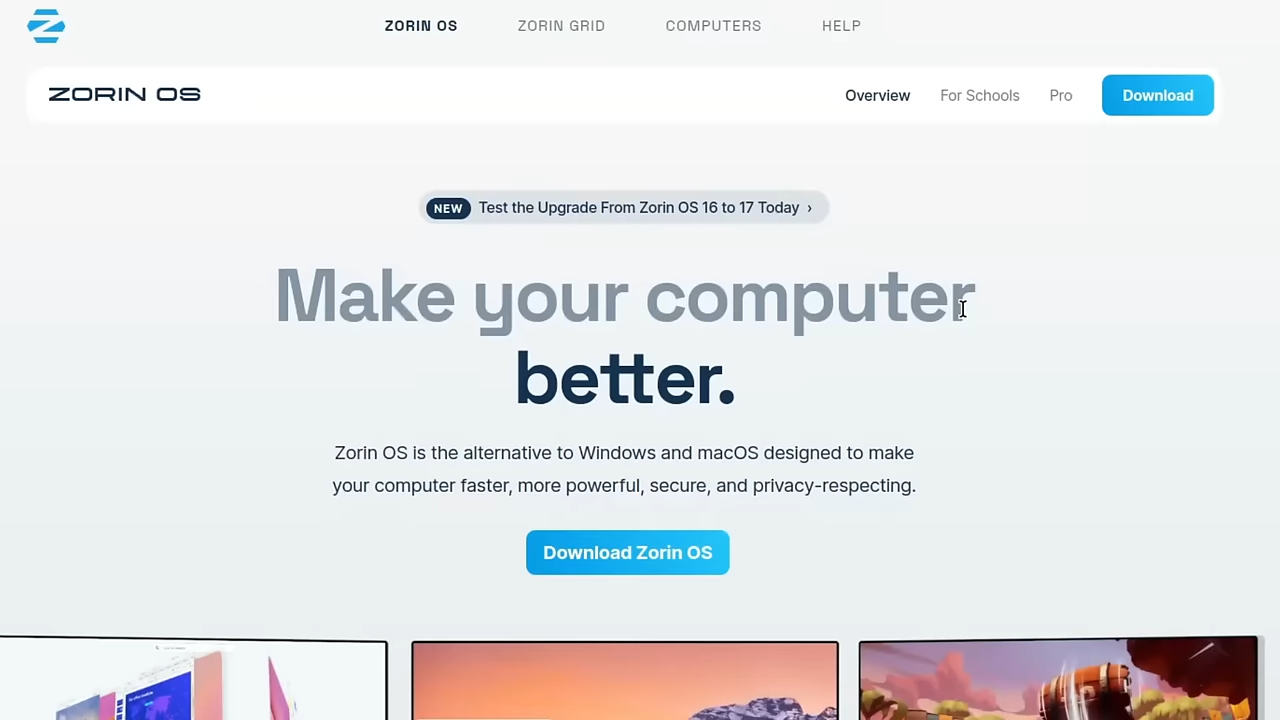 ZORIN OS
ZORIN GRID
COMPUTERS
HELP
ZORIN OS
Overview
For Schools
Pro
Download
NEW Test the Upgrade From Zorin OS 16 to 17 Today ›
Make your computer
better.
Zorin OS is the alternative to Windows and macOS designed to make
your computer faster, more powerful, secure, and privacy-respecting.
Download Zorin OS